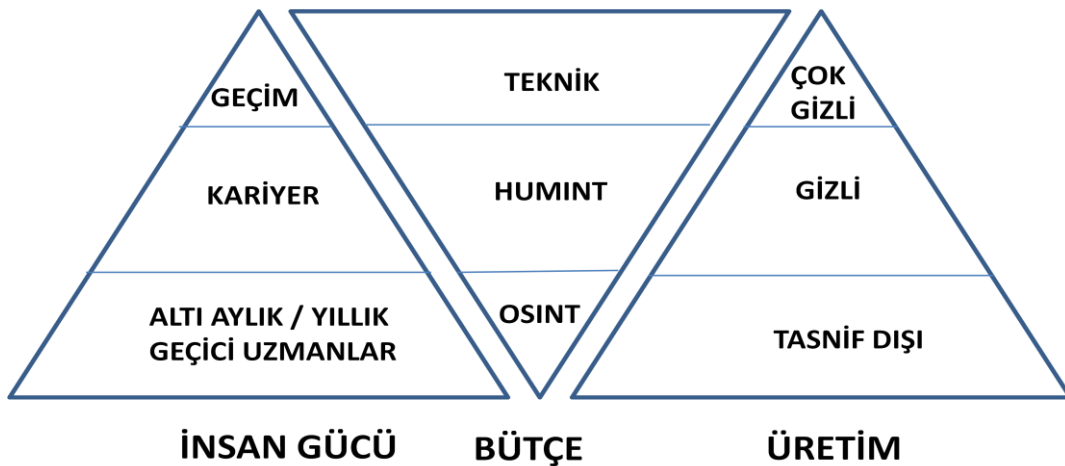 GEÇİM
KARİYER
ALTI AYLIK / YILLIK
GEÇİCİ UZMANLAR
TEKNİK
HUMINT
OSINT
ÇOK
GİZLİ
GİZLİ
TASNİF DIŞI
İNSAN GÜCÜ
BÜTÇE
ÜRETİM